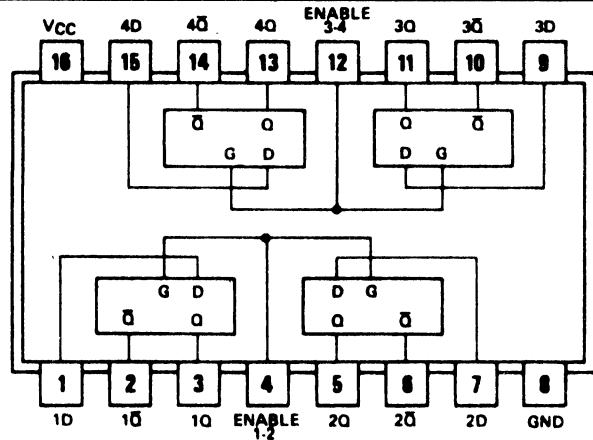 ENABLE
VCC 4D 4Q̅ 4Q 3-4 3Q 3Q̅ 3D
16 15 14 13 12 11 10 9
Q̅ Q Q Q̅
G D D G
G D D G
Q̅ Q Q Q̅
1 2 3 4 5 6 7 8
1D 1Q̅ 1Q ENABLE 2Q 2Q̅ 2D GND
1-2